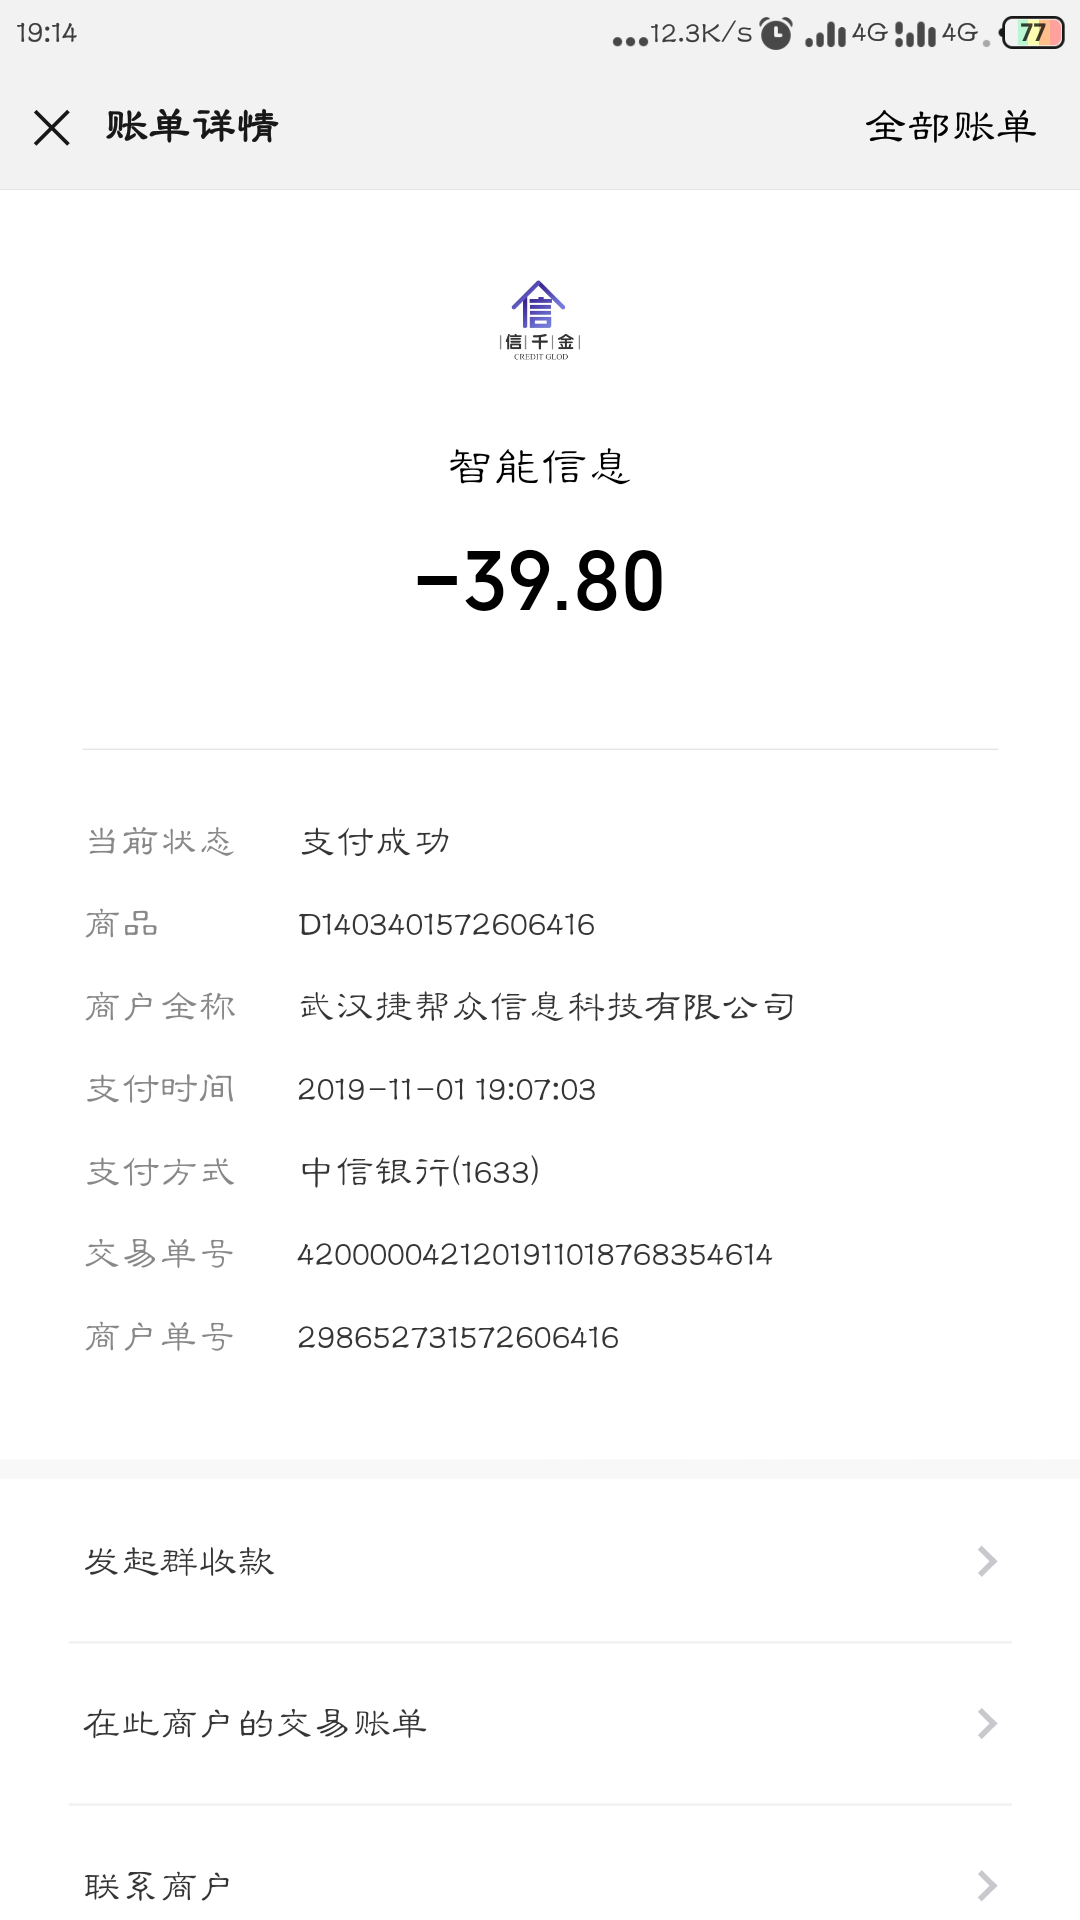 19:14
...12.3K/s 4G 4G 77
账单详情 全部账单
信
信千金
CREDIT GLOD
智能信息
-39.80
当前状态 支付成功
商品 D1403401572606416
商户全称 武汉捷帮众信息科技有限公司
支付时间 2019-11-01 19:07:03
支付方式 中信银行(1633)
交易单号 4200000421201911018768354614
商户单号 298652731572606416
发起群收款
在此商户的交易账单
联系商户